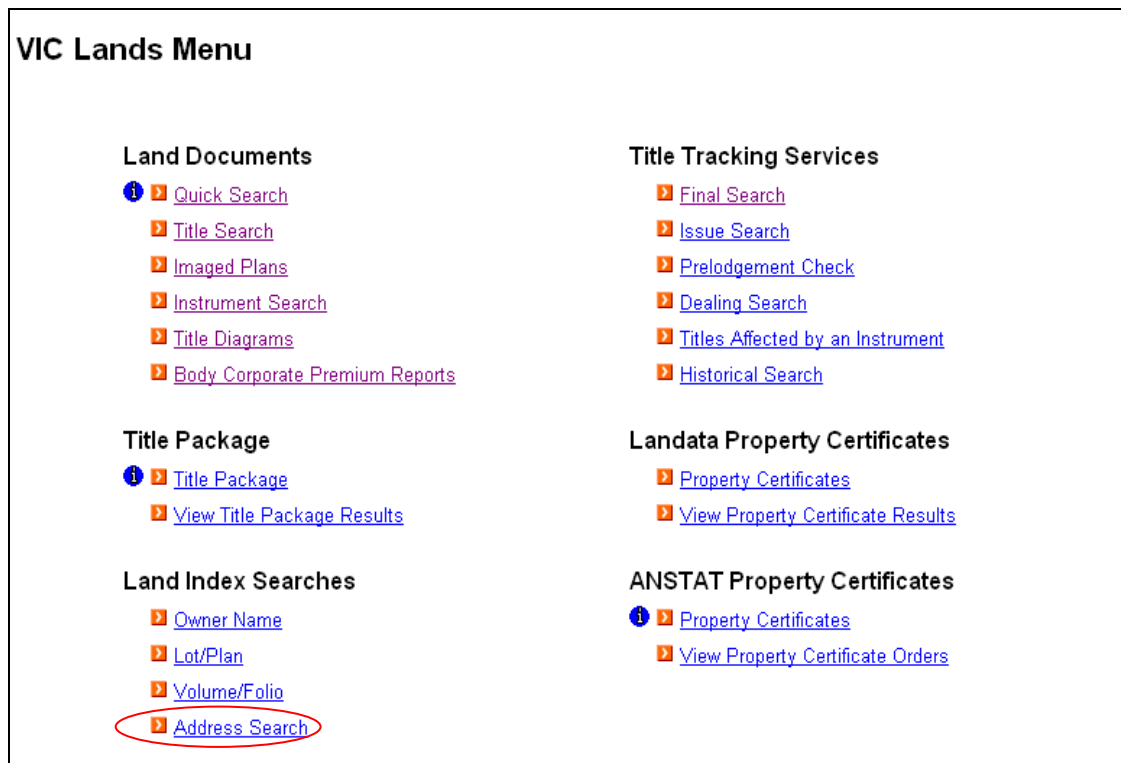 VIC Lands Menu
Land Documents
Quick Search
Title Search
Imaged Plans
Instrument Search
Title Diagrams
Body Corporate Premium Reports
Title Package
Title Package
View Title Package Results
Land Index Searches
Owner Name
Lot/Plan
Volume/Folio
Address Search
Title Tracking Services
Final Search
Issue Search
Prelodgement Check
Dealing Search
Titles Affected by an Instrument
Historical Search
Landata Property Certificates
Property Certificates
View Property Certificate Results
ANSTAT Property Certificates
Property Certificates
View Property Certificate Orders